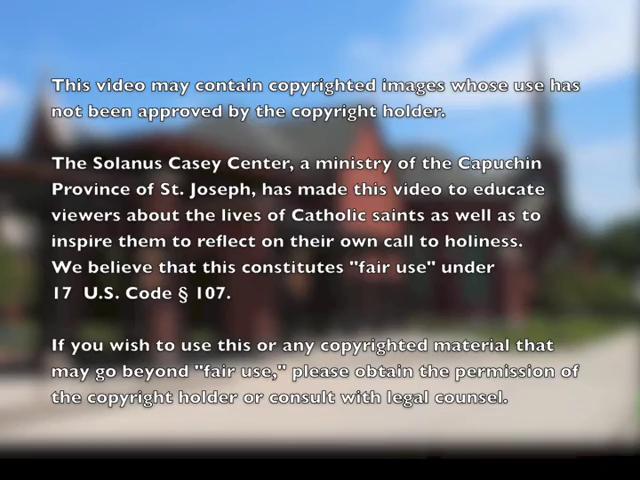 This video may contain copyrighted images whose use has
not been approved by the copyright holder.
The Solanus Casey Center, a ministry of the Capuchin
Province of St. Joseph, has made this video to educate
viewers about the lives of Catholic saints as well as to
inspire them to reflect on their own call to holiness.
We believe that this constitutes "fair use" under
17  U.S. Code § 107.
If you wish to use this or any copyrighted material that
may go beyond "fair use," please obtain the permission of
the copyright holder or consult with legal counsel.